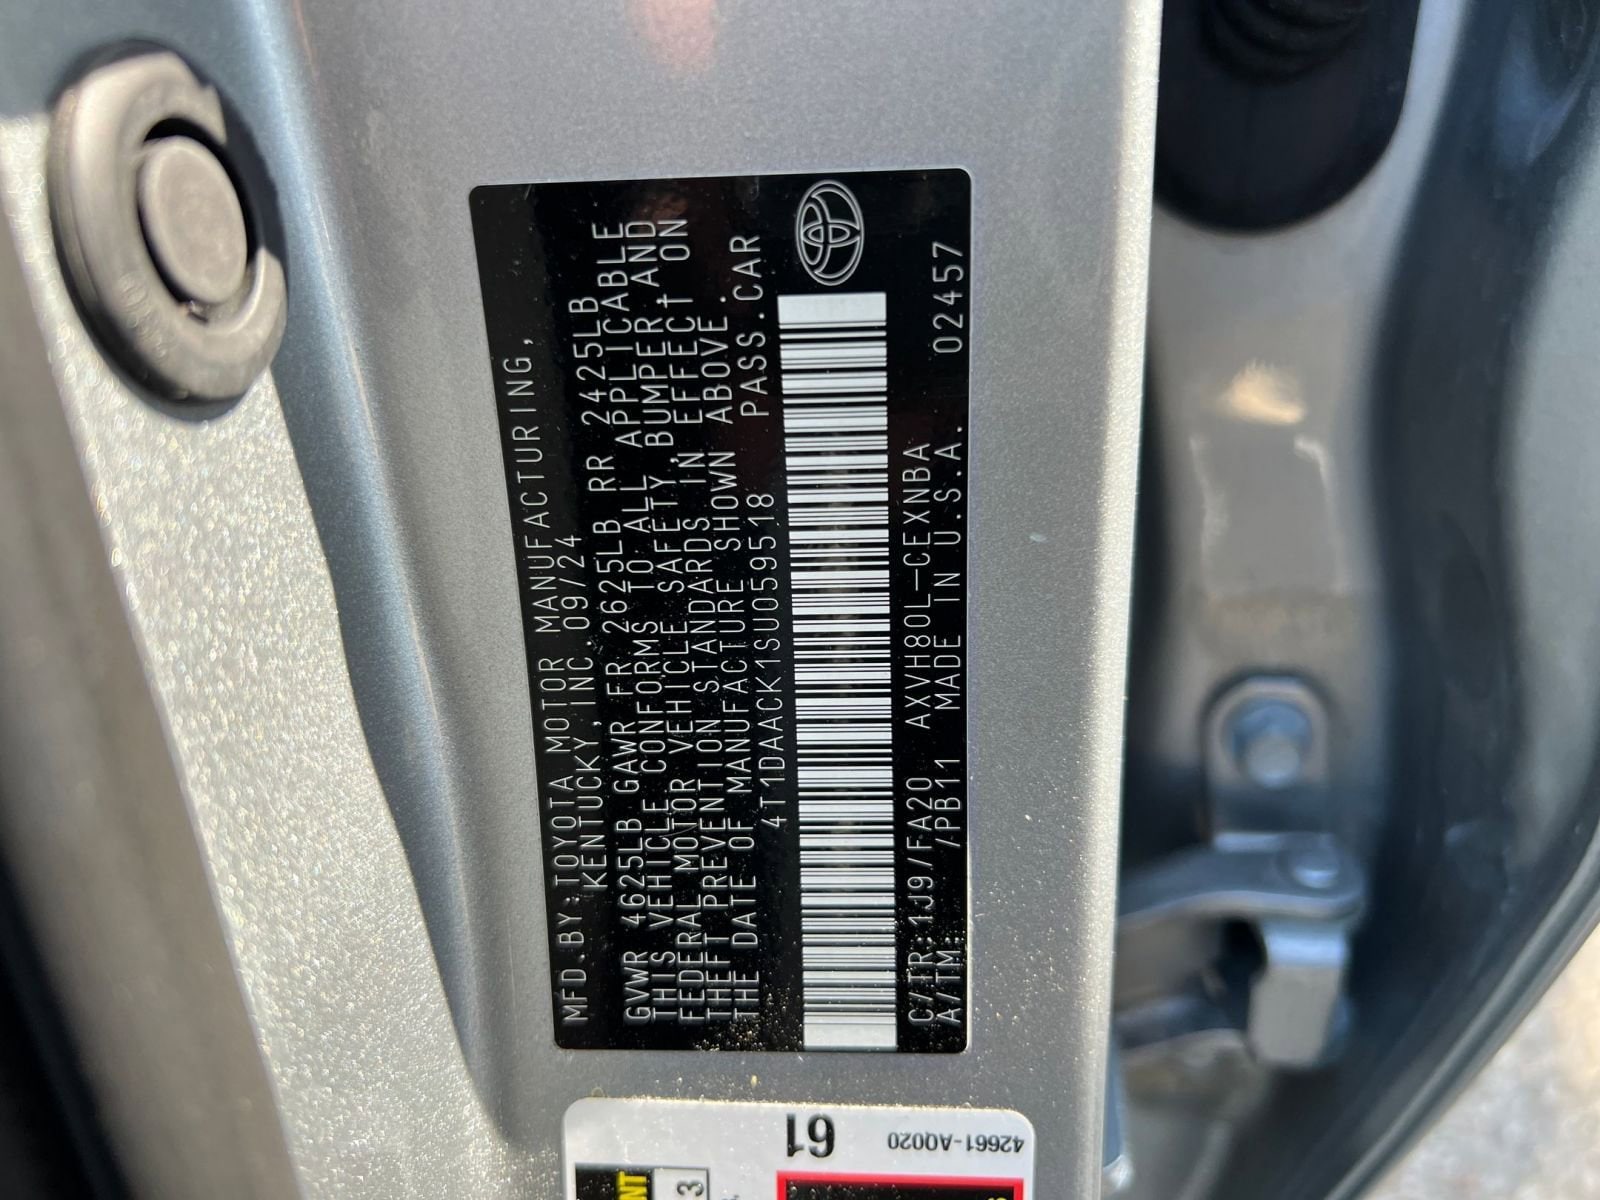 MFD.BY:TOYOTA MOTOR MANUFACTURING,
KENTUCKY,INC. 09/24
GVWR 4625LB GAWR FR 2625LB RR 2425LB
THIS VEHICLE CONFORMS TO ALL APPLICABLE
FEDERAL MOTOR VEHICLE SAFETY,BUMPER,AND
THEFT PREVENTION STANDARDS IN EFFECT ON
THE DATE OF MANUFACTURE SHOWN ABOVE.
4T1DAACK1SU059518 PASS.CAR
C/TR:1J9/FA20 AXVH80L-CEXNBA
A/TM: /PB11 MADE IN U.S.A. 02457
61
42661-AQ020